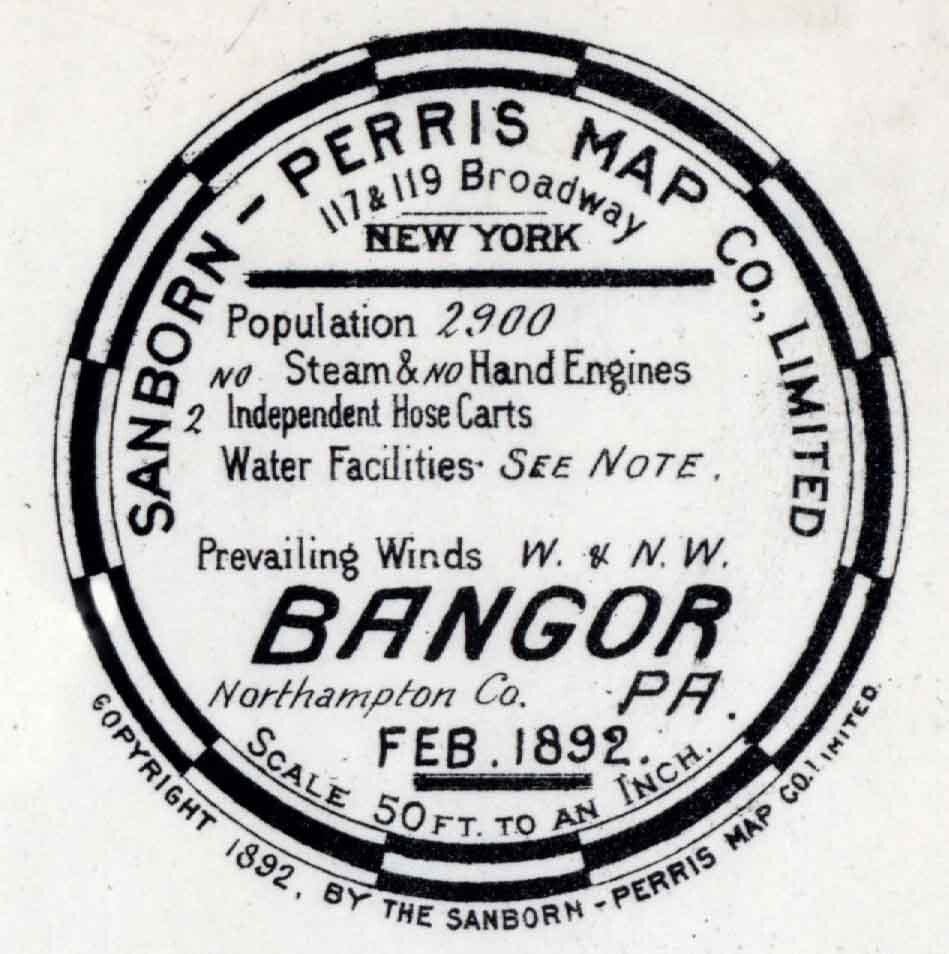 SANBORN - PERRIS MAP CO., LIMITED
117 & 119 Broadway
NEW YORK
Population 2900
NO Steam & NO Hand Engines
2 Independent Hose Carts
Water Facilities- SEE NOTE.
Prevailing Winds W. & N.W.
BANGOR
Northampton Co. PA.
FEB. 1892.
SCALE 50 FT. TO AN INCH.
COPYRIGHT 1892, BY THE SANBORN - PERRIS MAP CO. LIMITED.